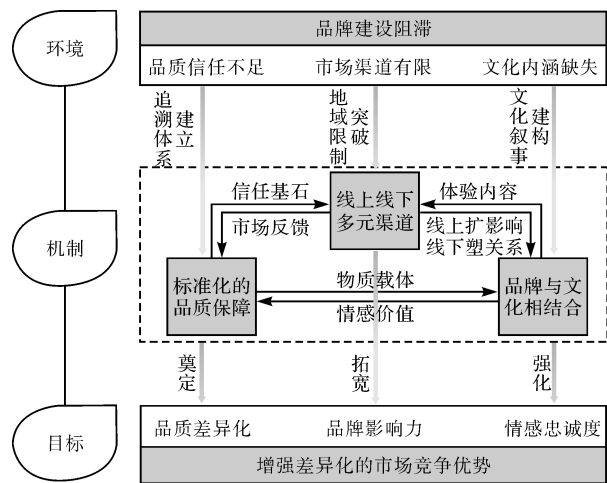 环境
品牌建设阻滞
品质信任不足
市场渠道有限
文化内涵缺失
建立
追溯体系
突破
地域限制
建构
文化叙事
机制
信任基石
市场反馈
线上线下
多元渠道
体验内容
线上扩影响
线下塑关系
标准化的
品质保障
物质载体
情感价值
品牌与文
化相结合
奠定
拓宽
强化
目标
品质差异化
品牌影响力
情感忠诚度
增强差异化的市场竞争优势